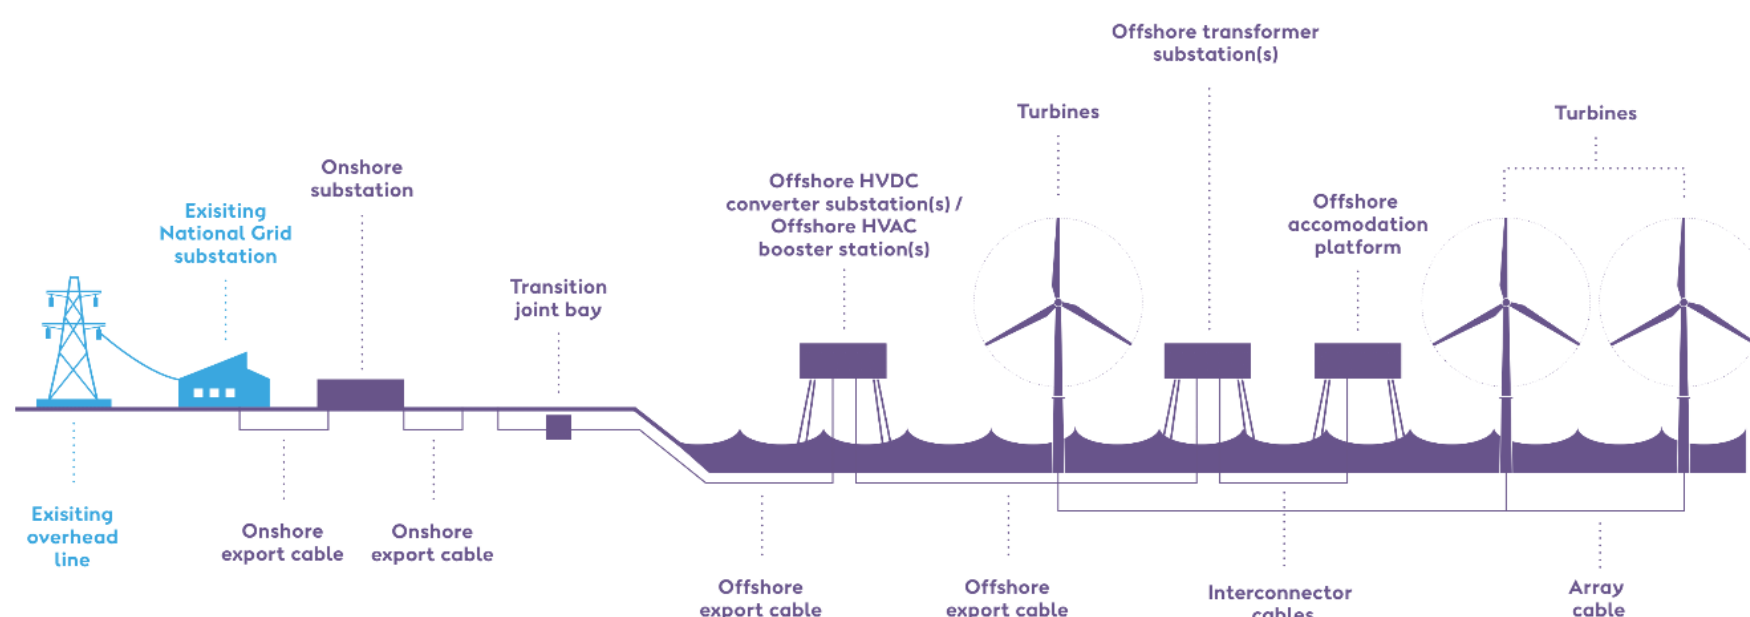 Offshore transformer
substation(s)
Turbines
Turbines
Onshore
substation
Offshore HVDC
converter substation(s) /
Offshore HVAC
booster station(s)
Offshore
accomodation
platform
Exisiting
National Grid
substation
Transition
joint bay
Exisiting
overhead
line
Onshore
export cable
Onshore
export cable
Offshore
export cable
Offshore
export cable
Interconnector
cables
Array
cable